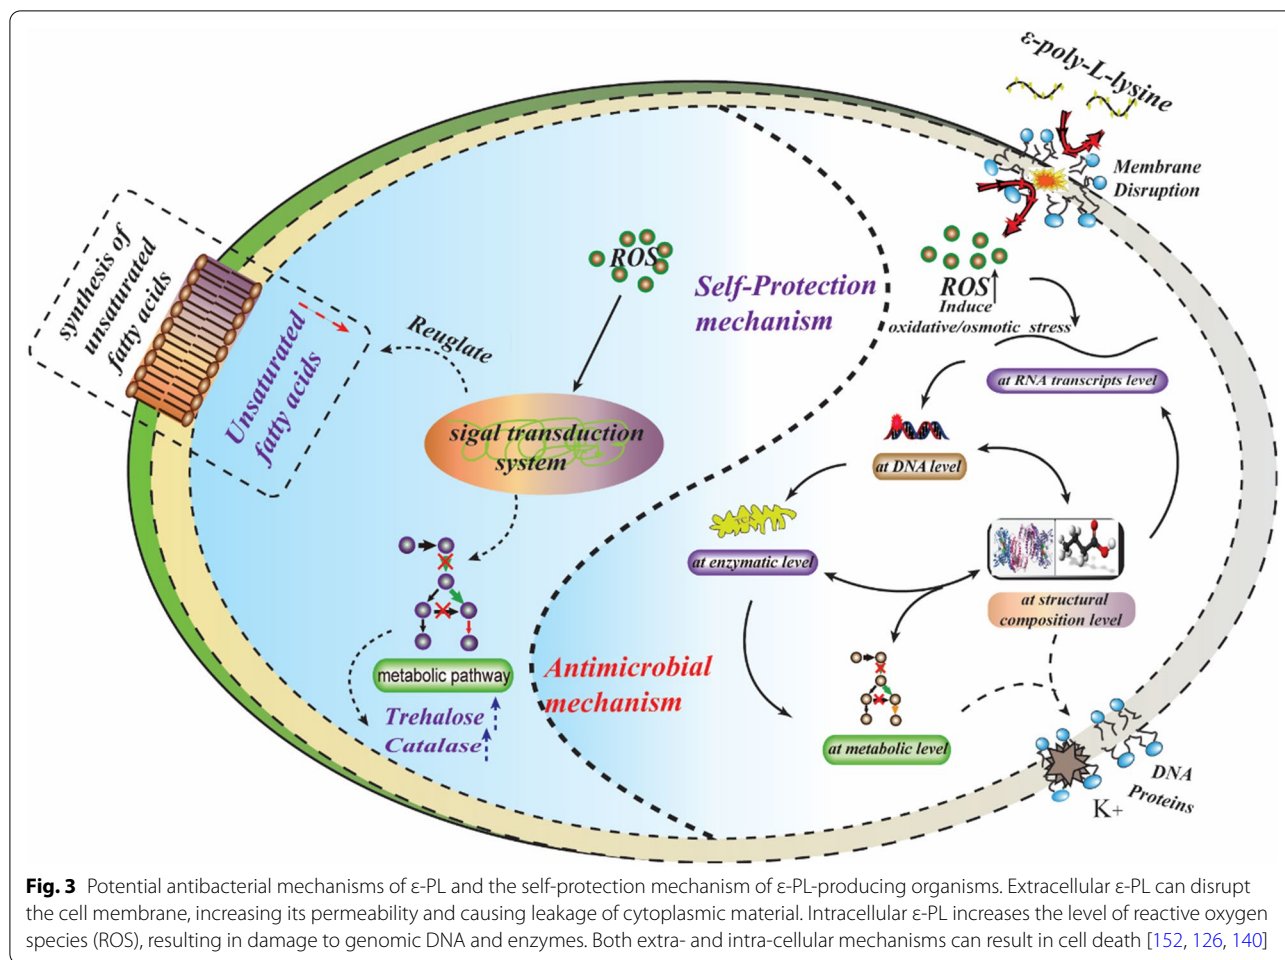 ε-poly-L-lysine
Membrane
Disruption
synthesis of
unsaturated
fatty acids
Unsaturated
fatty acids
Reuglate
ROS
Self-Protection
mechanism
ROS
Induce
oxidative/osmotic stress
at RNA transcripts level
sigal transduction
system
at DNA level
at enzymatic level
at structural
composition level
metabolic pathway
Trehalose
Catalase
Antimicrobial
mechanism
at metabolic level
DNA
Proteins
K+
Fig. 3 Potential antibacterial mechanisms of ε-PL and the self-protection mechanism of ε-PL-producing organisms. Extracellular ε-PL can disrupt
the cell membrane, increasing its permeability and causing leakage of cytoplasmic material. Intracellular ε-PL increases the level of reactive oxygen
species (ROS), resulting in damage to genomic DNA and enzymes. Both extra- and intra-cellular mechanisms can result in cell death [152, 126, 140]